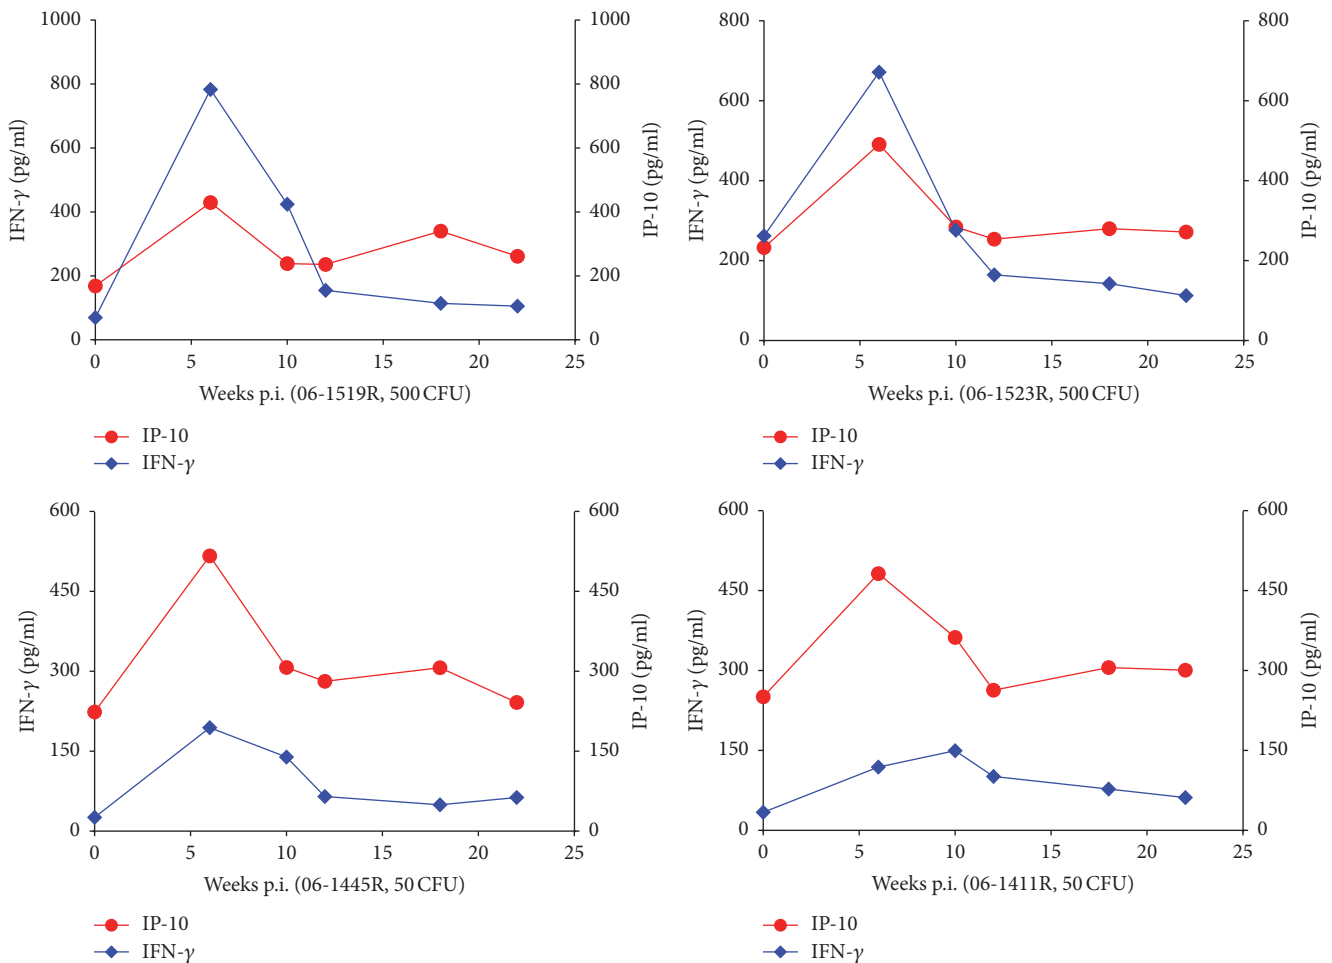 1000
800
600
400
200
0
IFN-γ (pg/ml)
1000
800
600
400
200
0
IP-10 (pg/ml)
0 5 10 15 20 25
Weeks p.i. (06-1519R, 500 CFU)
IP-10
IFN-γ
800
600
400
200
0
IFN-γ (pg/ml)
800
600
400
200
0
IP-10 (pg/ml)
0 5 10 15 20 25
Weeks p.i. (06-1523R, 500 CFU)
IP-10
IFN-γ
600
450
300
150
0
IFN-γ (pg/ml)
600
450
300
150
0
IP-10 (pg/ml)
0 5 10 15 20 25
Weeks p.i. (06-1445R, 50 CFU)
IP-10
IFN-γ
600
450
300
150
0
IFN-γ (pg/ml)
600
450
300
150
0
IP-10 (pg/ml)
0 5 10 15 20 25
Weeks p.i. (06-1411R, 50 CFU)
IP-10
IFN-γ